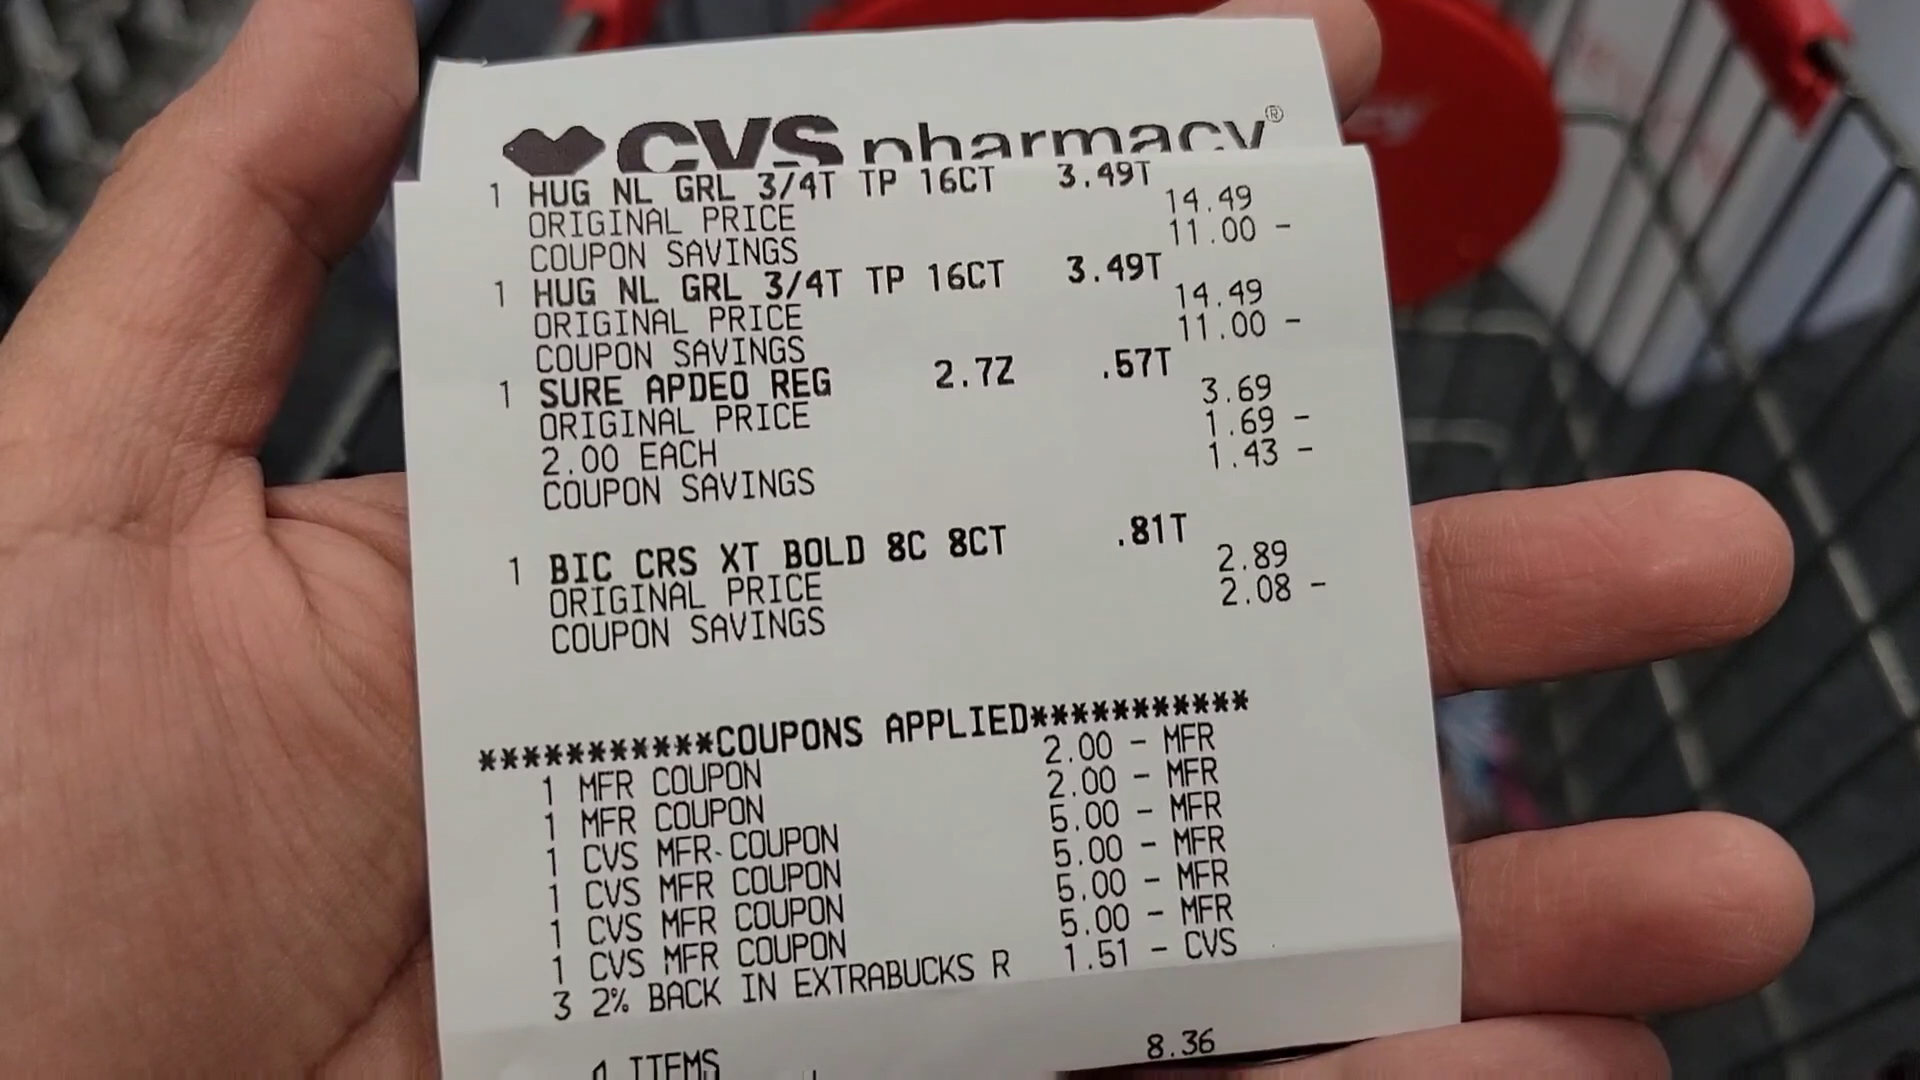 CVS pharmacy®
1 HUG NL GRL 3/4T TP 16CT 3.49T
ORIGINAL PRICE 14.49
COUPON SAVINGS 11.00 -
1 HUG NL GRL 3/4T TP 16CT 3.49T
ORIGINAL PRICE 14.49
COUPON SAVINGS 11.00 -
1 SURE APDEO REG 2.7Z .57T
ORIGINAL PRICE 3.69
2.00 EACH 1.69 -
COUPON SAVINGS 1.43 -
1 BIC CRS XT BOLD 8C 8CT .81T
ORIGINAL PRICE 2.89
COUPON SAVINGS 2.08 -
***********COUPONS APPLIED***********
1 MFR COUPON 2.00 - MFR
1 MFR COUPON 2.00 - MFR
1 CVS MFR COUPON 5.00 - MFR
1 CVS MFR COUPON 5.00 - MFR
1 CVS MFR COUPON 5.00 - MFR
1 CVS MFR COUPON 5.00 - MFR
3 2% BACK IN EXTRABUCKS R 1.51 - CVS
4 ITEMS 8.36